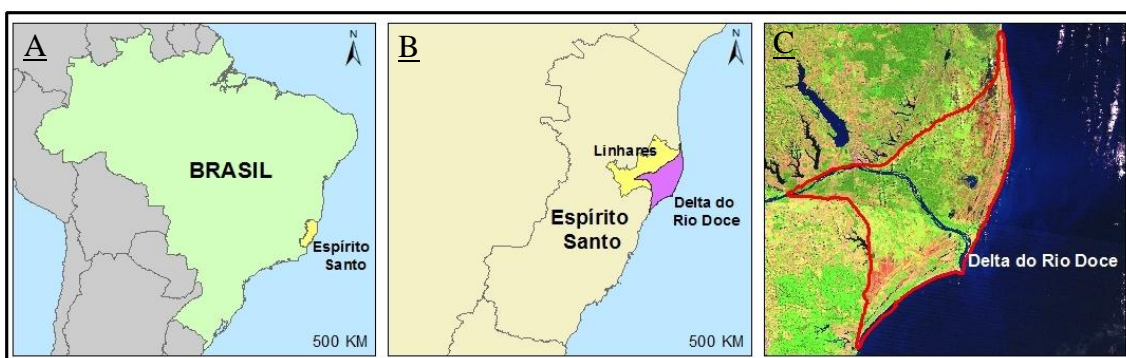 A
N
BRASIL
Espírito
Santo
500 KM
B
N
Linhares
Delta do
Rio Doce
Espírito
Santo
500 KM
C
Delta do Rio Doce